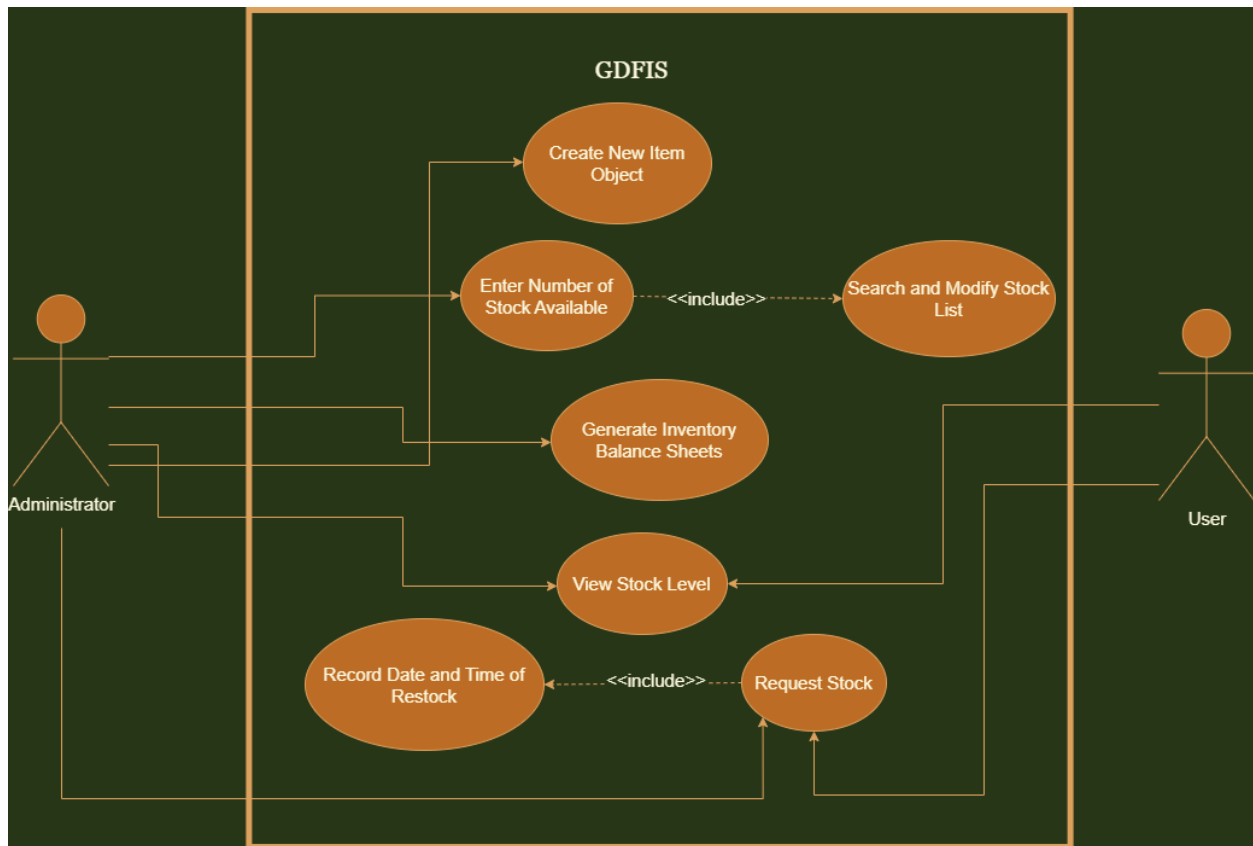 GDFIS
Create New Item
Object
Enter Number of
Stock Available
<<include>>
Search and Modify Stock
List
Generate Inventory
Balance Sheets
Administrator
User
View Stock Level
Record Date and Time of
Restock
<<include>>
Request Stock